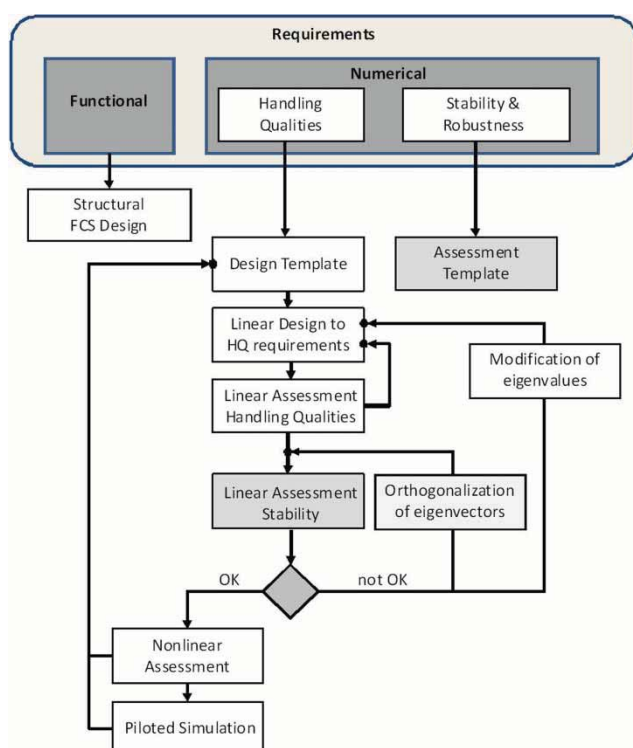 Requirements
Functional
Numerical
Handling
Qualities
Stability &
Robustness
Structural
FCS Design
Design Template
Assessment
Template
Linear Design to
HQ requirements
Modification of
eigenvalues
Linear Assessment
Handling Qualities
Linear Assessment
Stability
Orthogonalization
of eigenvectors
OK
not OK
Nonlinear
Assessment
Piloted Simulation